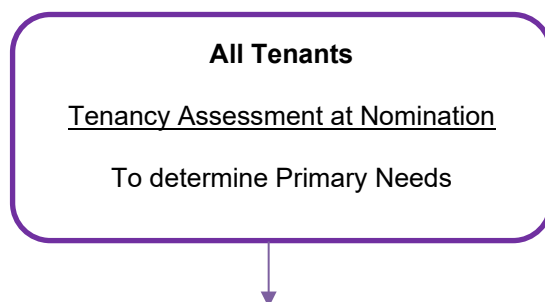 All Tenants
Tenancy Assessment at Nomination
To determine Primary Needs